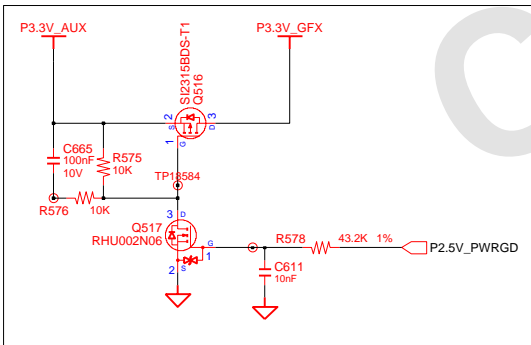 P3.3V_AUX
P3.3V_GFX
SI2315BDS-T1
Q516
2
S
3
D
1
G
C665
100nF
10V
R575
10K
TP18584
R576
10K
3
D
Q517
RHU002N06
G
1
2
S
R578
43.2K 1%
P2.5V_PWRGD
C611
10nF
C